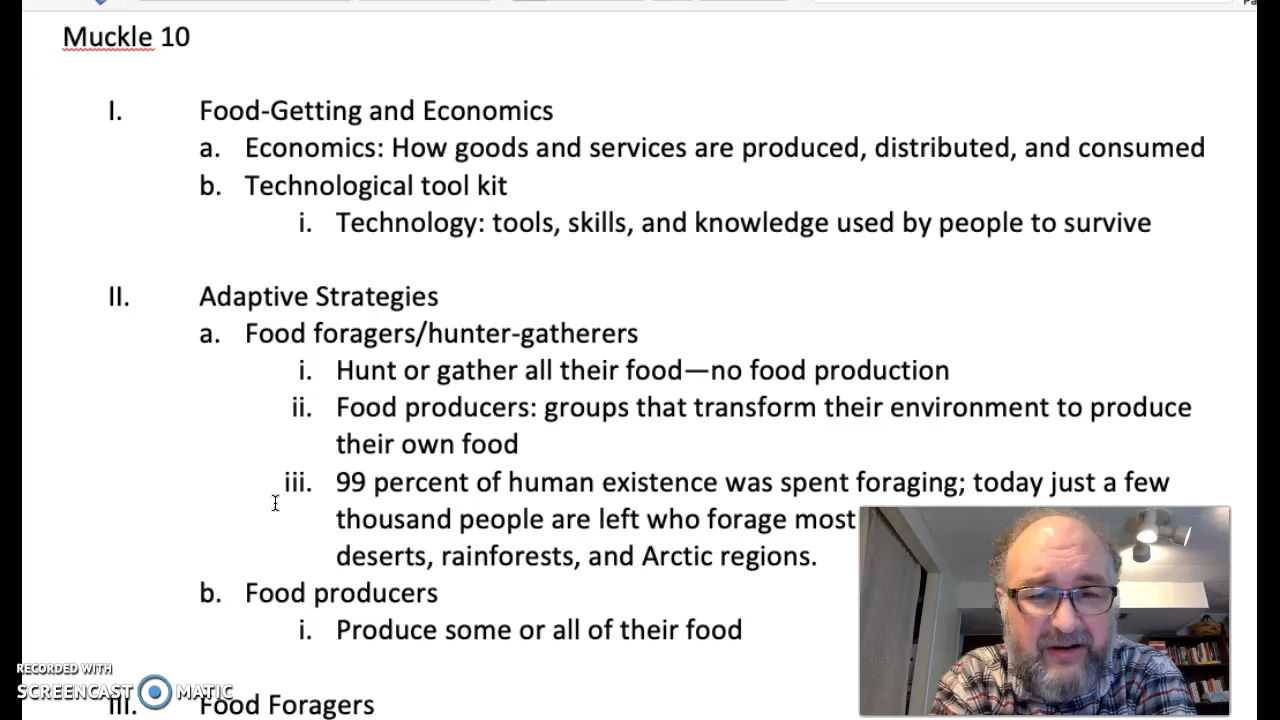 Muckle 10
I. Food-Getting and Economics
a. Economics: How goods and services are produced, distributed, and consumed
b. Technological tool kit
i. Technology: tools, skills, and knowledge used by people to survive
II. Adaptive Strategies
a. Food foragers/hunter-gatherers
i. Hunt or gather all their food—no food production
ii. Food producers: groups that transform their environment to produce
their own food
iii. 99 percent of human existence was spent foraging; today just a few
thousand people are left who forage most
deserts, rainforests, and Arctic regions.
b. Food producers
i. Produce some or all of their food
RECORDED WITH
SCREENCAST MATIC
III. Food Foragers